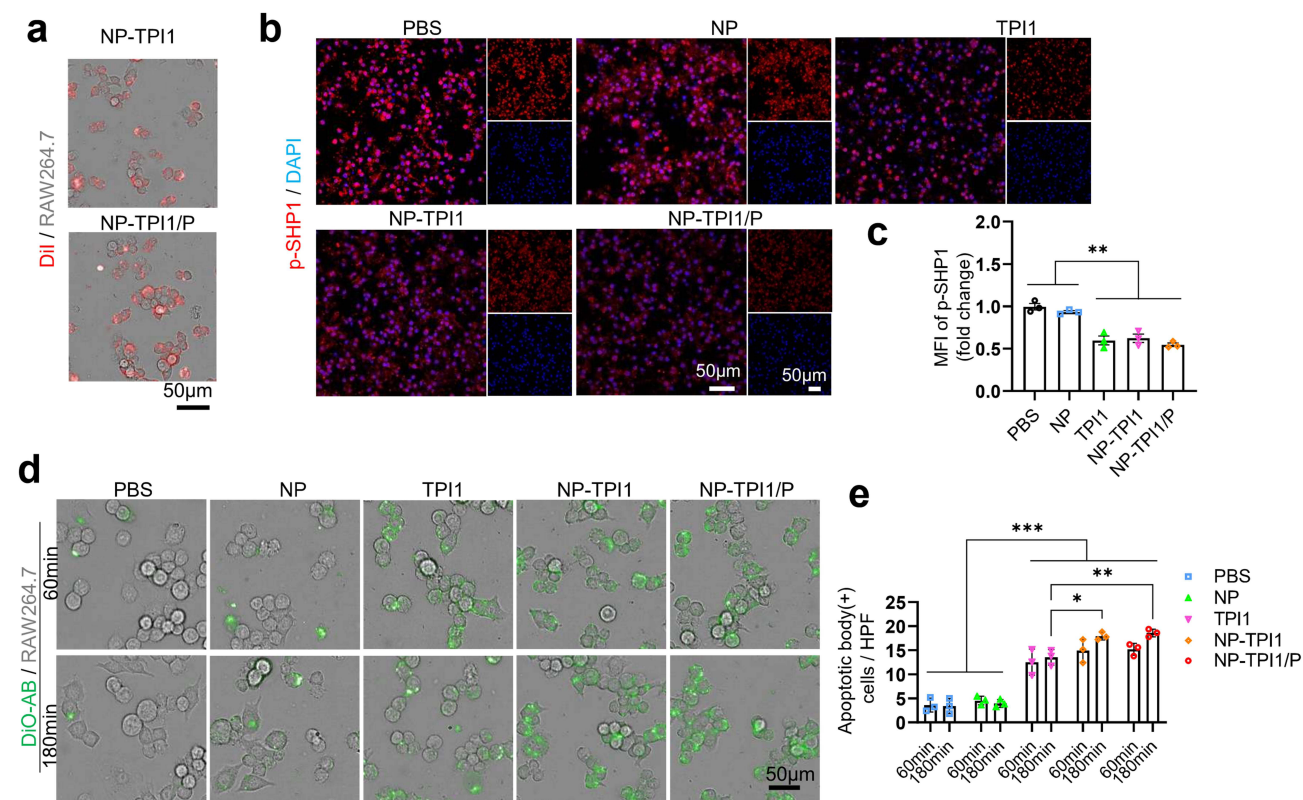 a
NP-TPI1
NP-TPI1/P
DiI / RAW264.7
50μm
b
PBS
NP
TPI1
NP-TPI1
NP-TPI1/P
p-SHP1 / DAPI
50μm
50μm
c
MFI of p-SHP1
(fold change)
2.0
1.5
1.0
0.5
0.0
**
PBS
NP
TPI1
NP-TPI1
NP-TPI1/P
d
PBS
NP
TPI1
NP-TPI1
NP-TPI1/P
DiO-AB / RAW264.7
60min
180min
50μm
e
Apoptotic body(+)
cells / HPF
25
20
15
10
5
0
***
**
*
60min
180min
60min
180min
60min
180min
60min
180min
60min
180min
PBS
NP
TPI1
NP-TPI1
NP-TPI1/P